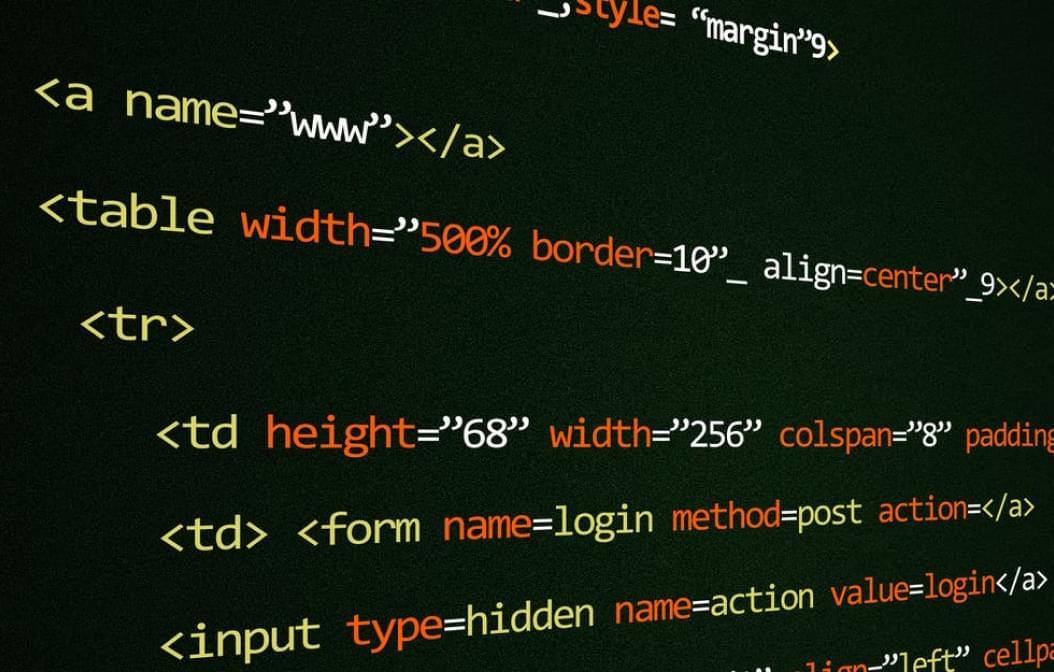 _,style= “margin”9>
<a name=”www”></a>
<table width=”500% border=10”_ align=center”_9></a>
<tr>
<td height=”68” width=”256” colspan=”8” padding
<td> <form name=login method=post action=</a>
<input type=hidden name=action value=login</a>
align=”left” cellpa